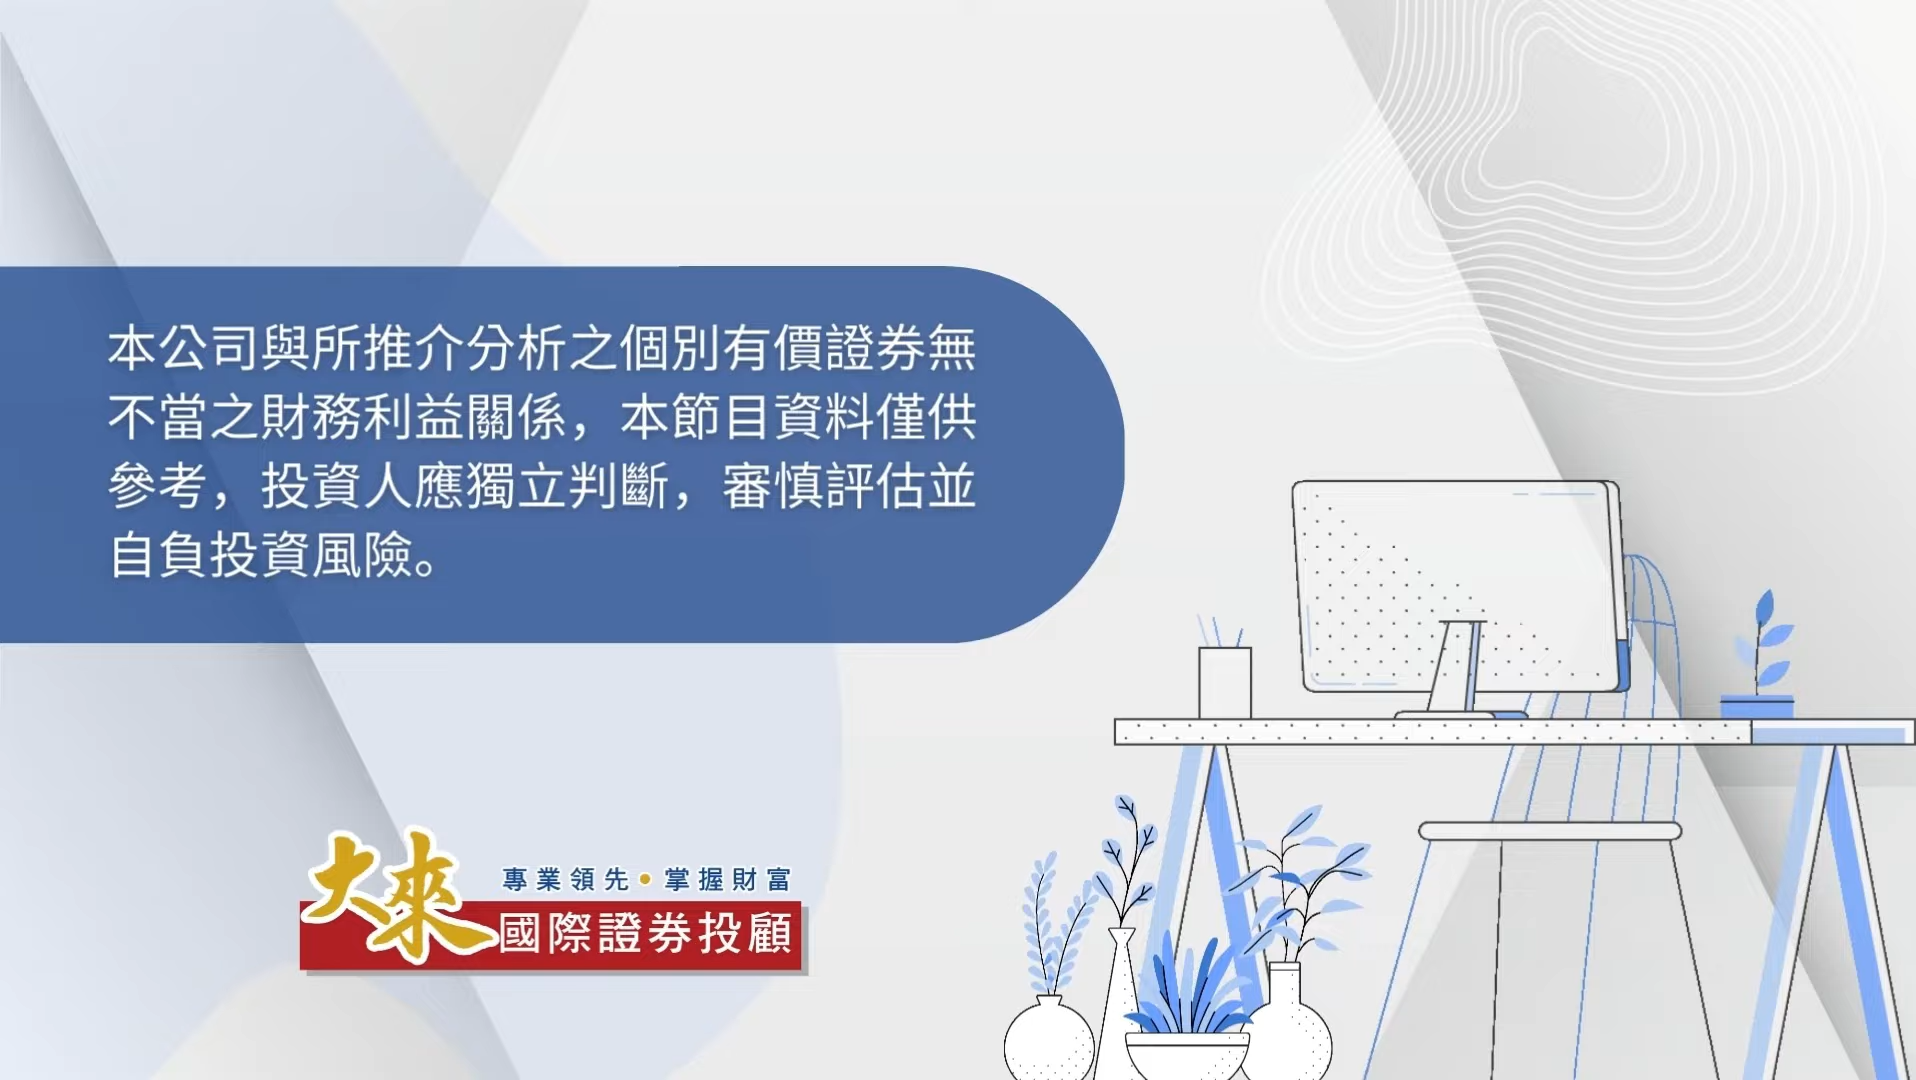 本公司與所推介分析之個別有價證券無
不當之財務利益關係，本節目資料僅供
參考，投資人應獨立判斷，審慎評估並
自負投資風險。
大來
專業領先•掌握財富
國際證券投顧